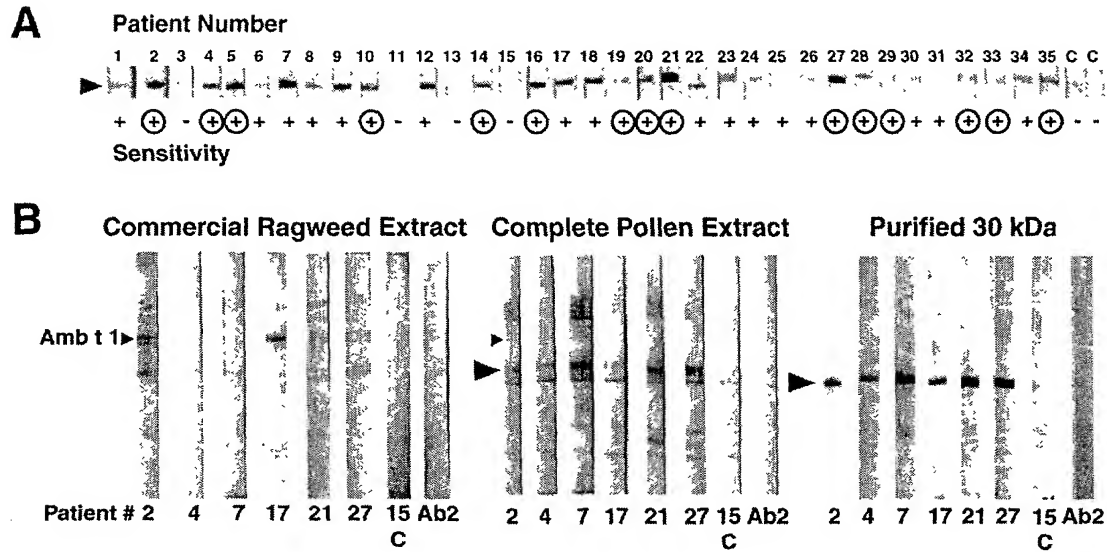 A
Patient Number
1 2 3 4 5 6 7 8 9 10 11 12 13 14 15 16 17 18 19 20 21 22 23 24 25 26 27 28 29 30 31 32 33 34 35 C C
+ ⊕ - ⊕ ⊕ + + + + ⊕ - + - ⊕ - ⊕ + + ⊕ ⊕ ⊕ + + + + + ⊕ ⊕ ⊕ + + ⊕ ⊕ + ⊕ - -
Sensitivity
B
Commercial Ragweed Extract Complete Pollen Extract Purified 30 kDa
Amb t 1
Patient # 2 4 7 17 21 27 15 Ab2 2 4 7 17 21 27 15 Ab2 2 4 7 17 21 27 15 Ab2
C C C